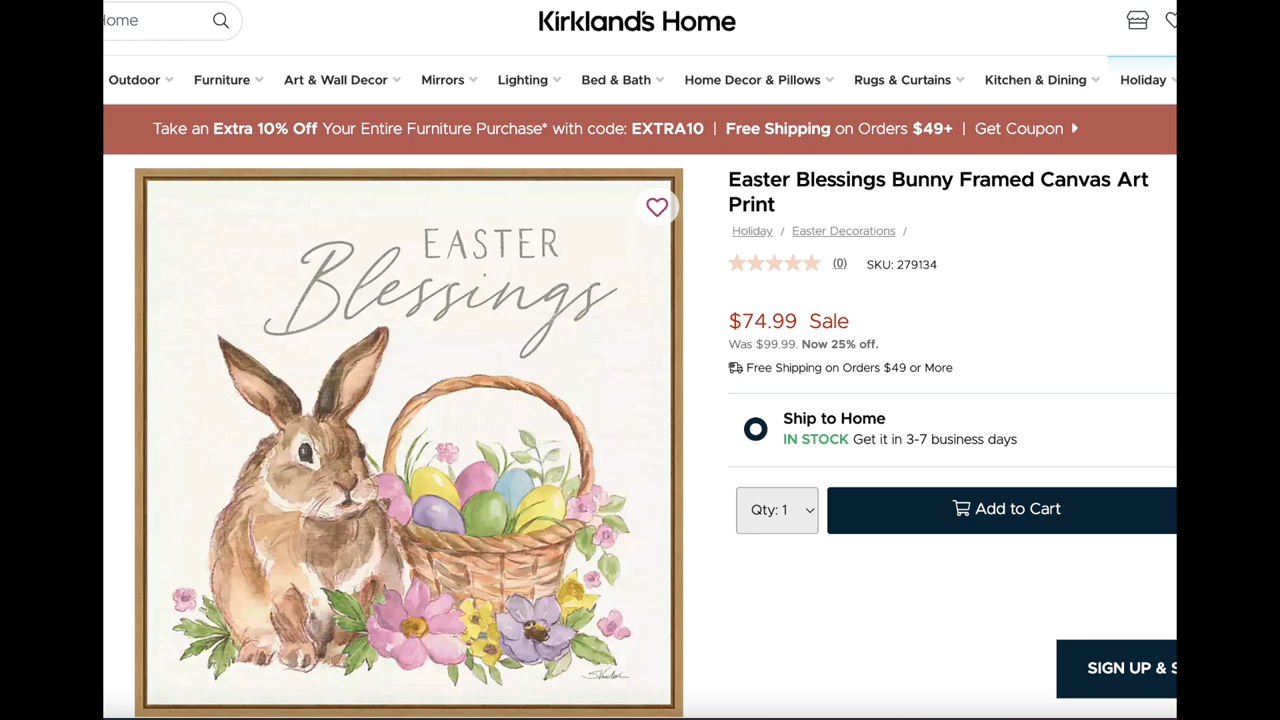 Home
Kirkland's Home
Outdoor Furniture Art & Wall Decor Mirrors Lighting Bed & Bath Home Decor & Pillows Rugs & Curtains Kitchen & Dining Holiday
Take an Extra 10% Off Your Entire Furniture Purchase* with code: EXTRA10 | Free Shipping on Orders $49+ | Get Coupon
EASTER
Blessings
Easter Blessings Bunny Framed Canvas Art
Print
Holiday / Easter Decorations /
(0) SKU: 279134
$74.99 Sale
Was $99.99. Now 25% off.
Free Shipping on Orders $49 or More
Ship to Home
IN STOCK Get it in 3-7 business days
Qty: 1
Add to Cart
SIGN UP &